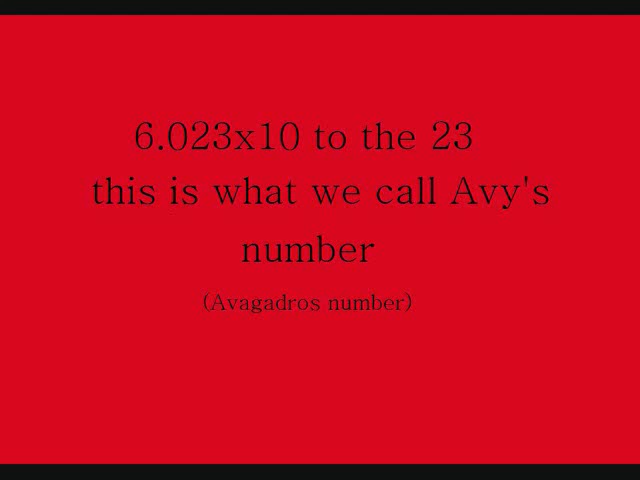 6.023x10 to the 23
this is what we call Avy's
number
(Avagadros number)